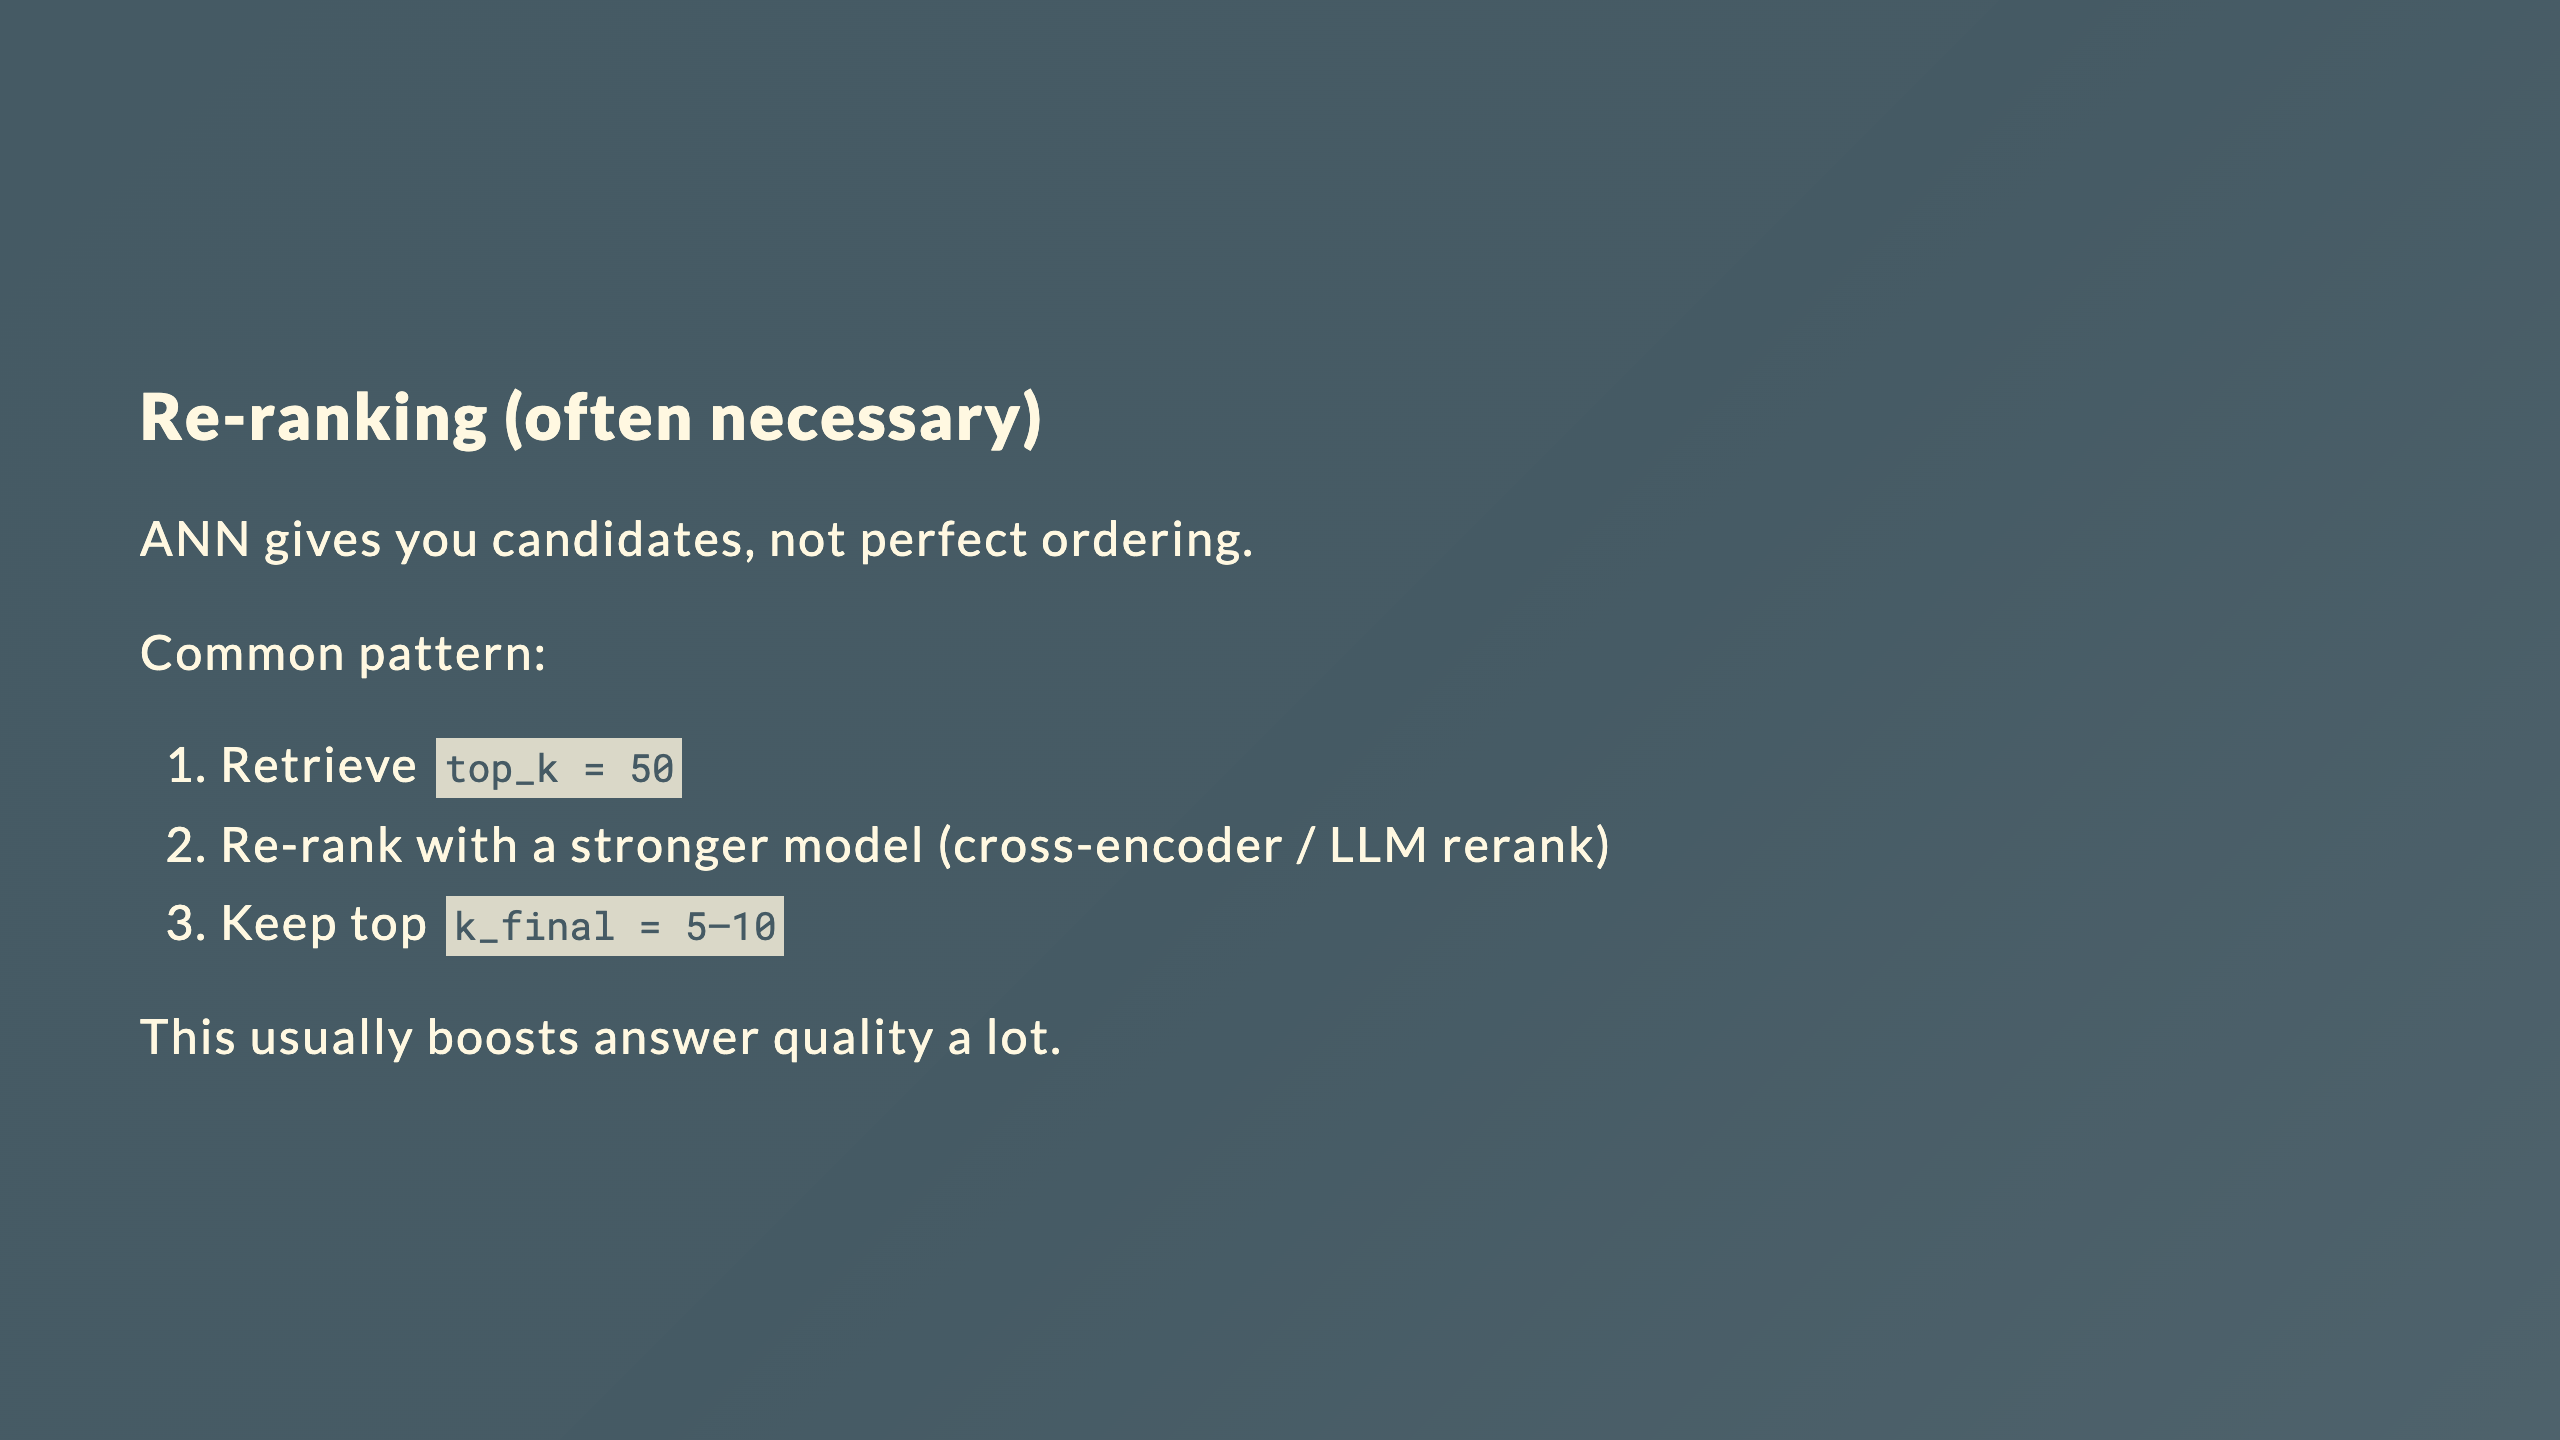 Re-ranking (often necessary)
ANN gives you candidates, not perfect ordering.
Common pattern:
1. Retrieve top_k = 50
2. Re-rank with a stronger model (cross-encoder / LLM rerank)
3. Keep top k_final = 5–10
This usually boosts answer quality a lot.